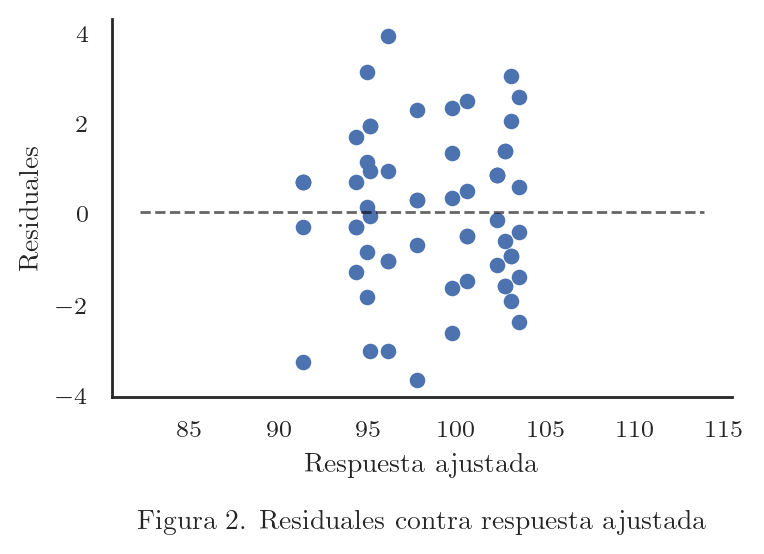 4
2
0
−2
−4
Residuales
85 90 95 100 105 110 115
Respuesta ajustada
Figura 2. Residuales contra respuesta ajustada